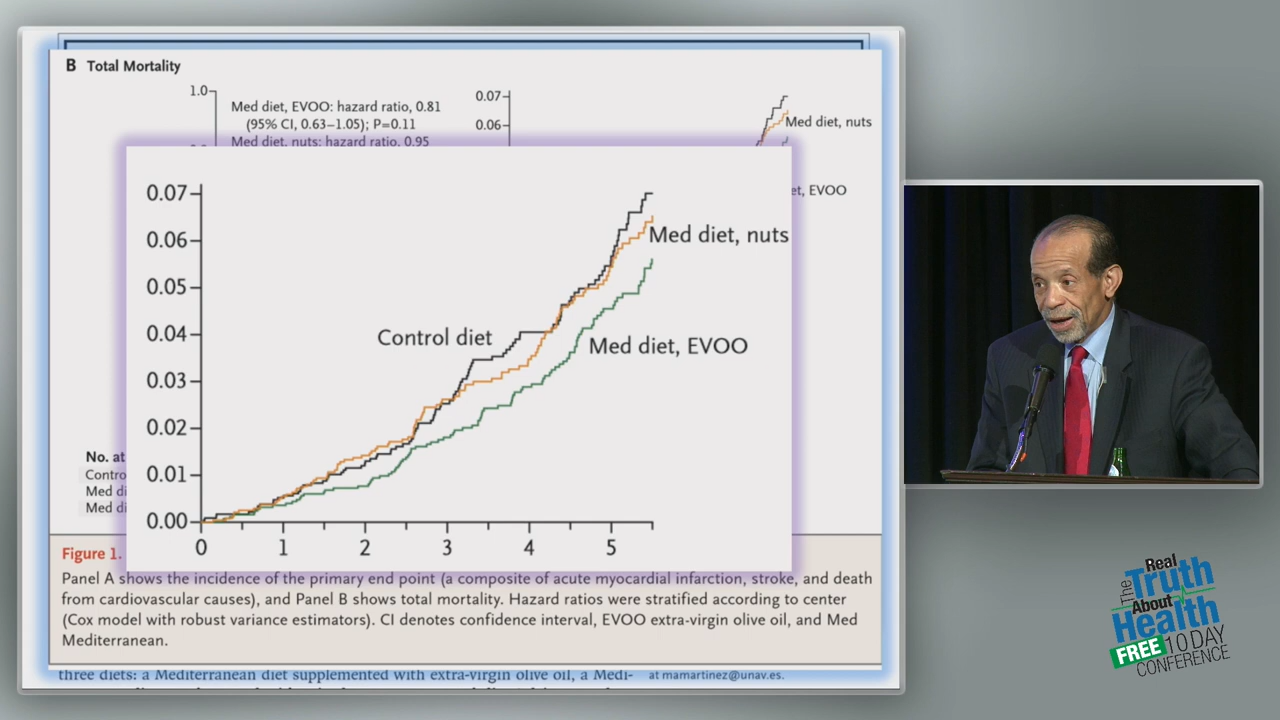 B Total Mortality
1.0
Med diet, EVOO: hazard ratio, 0.81
(95% CI, 0.63–1.05); P=0.11
Med diet, nuts: hazard ratio, 0.95
0.07
0.06
Med diet, nuts
et, EVOO
0.07
0.06
0.05
0.04
0.03
0.02
0.01
0.00
Med diet, nuts
Control diet
Med diet, EVOO
0 1 2 3 4 5
No. at
Contro
Med di
Med di
Figure 1.
Panel A shows the incidence of the primary end point (a composite of acute myocardial infarction, stroke, and death
from cardiovascular causes), and Panel B shows total mortality. Hazard ratios were stratified according to center
(Cox model with robust variance estimators). CI denotes confidence interval, EVOO extra-virgin olive oil, and Med
Mediterranean.
three diets: a Mediterranean diet supplemented with extra-virgin olive oil, a Medi-
at mamartinez@unav.es.
The Real
Truth
About
Health
FREE 10 DAY
CONFERENCE